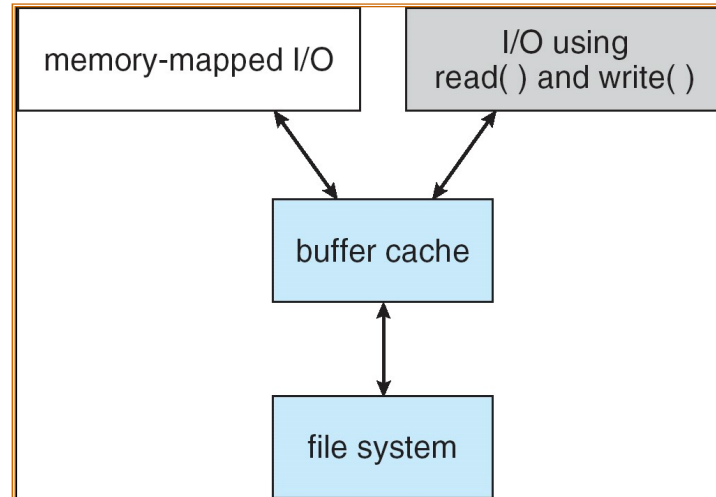 memory-mapped I/O
I/O using
read( ) and write( )
buffer cache
file system